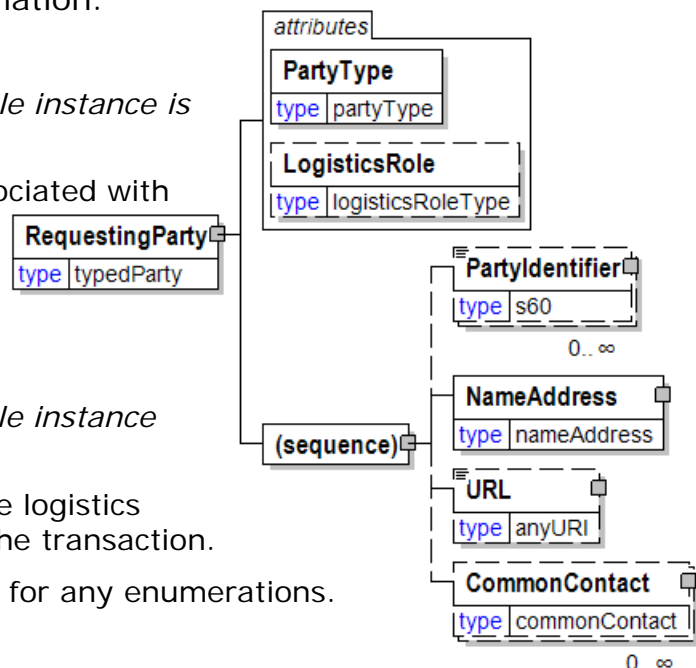 nation.
le instance is
ociated with
le instance
e logistics
he transaction.
for any enumerations.
attributes
PartyType
type partyType
LogisticsRole
type logisticsRoleType
RequestingParty
type typedParty
(sequence)
PartyIdentifier
type s60
0.. ∞
NameAddress
type nameAddress
URL
type anyURI
CommonContact
type commonContact
0.. ∞